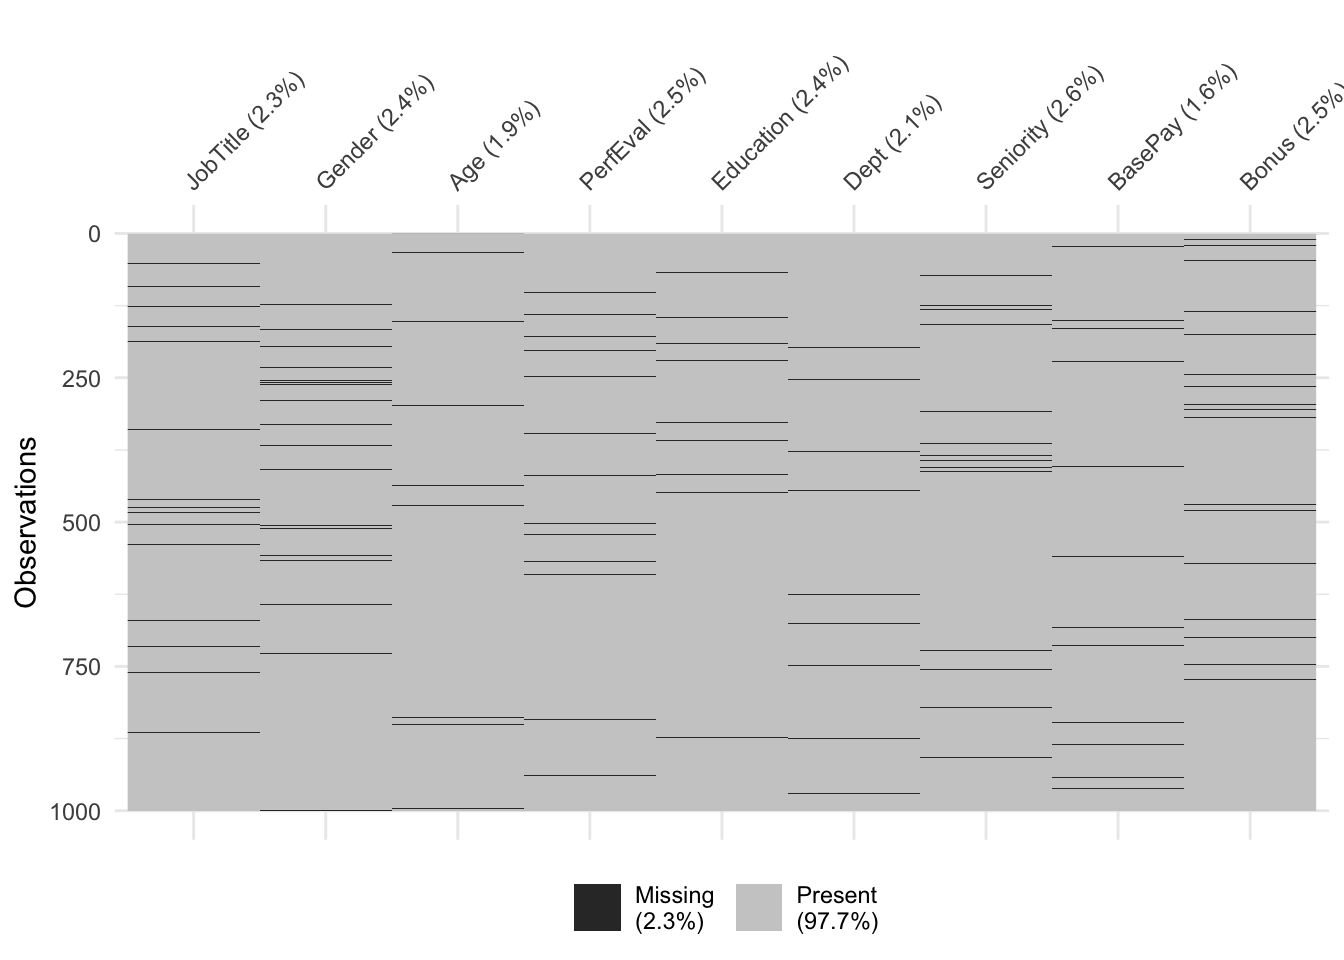 JobTitle (2.3%)
Gender (2.4%)
Age (1.9%)
PerfEval (2.5%)
Education (2.4%)
Dept (2.1%)
Seniority (2.6%)
BasePay (1.6%)
Bonus (2.5%)
0
250
500
750
1000
Observations
Missing
(2.3%)
Present
(97.7%)